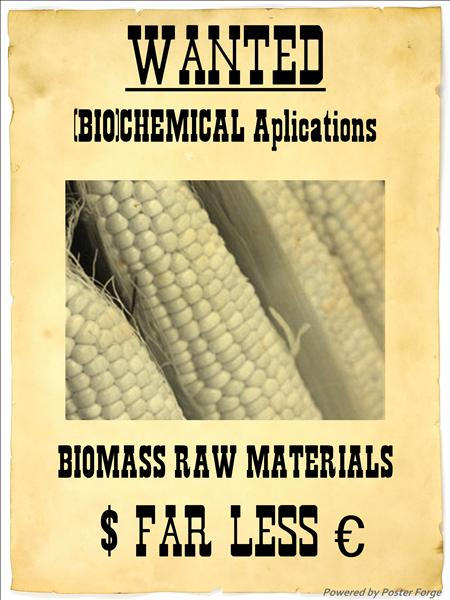 WANTED
(BIO)CHEMICAL Aplications
BIOMASS RAW MATERIALS
$ FAR LESS €
Powered by Poster Forge